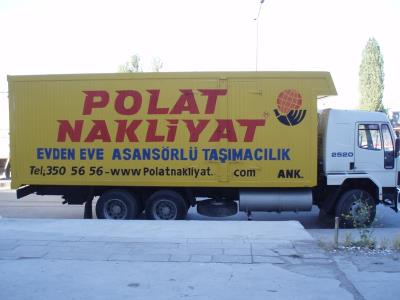 POLAT
NAKLİYAT ®
EVDEN EVE ASANSÖRLÜ TAŞIMACILIK
Tel;350 56 56-www.Polatnakliyat. com ANK.
2520